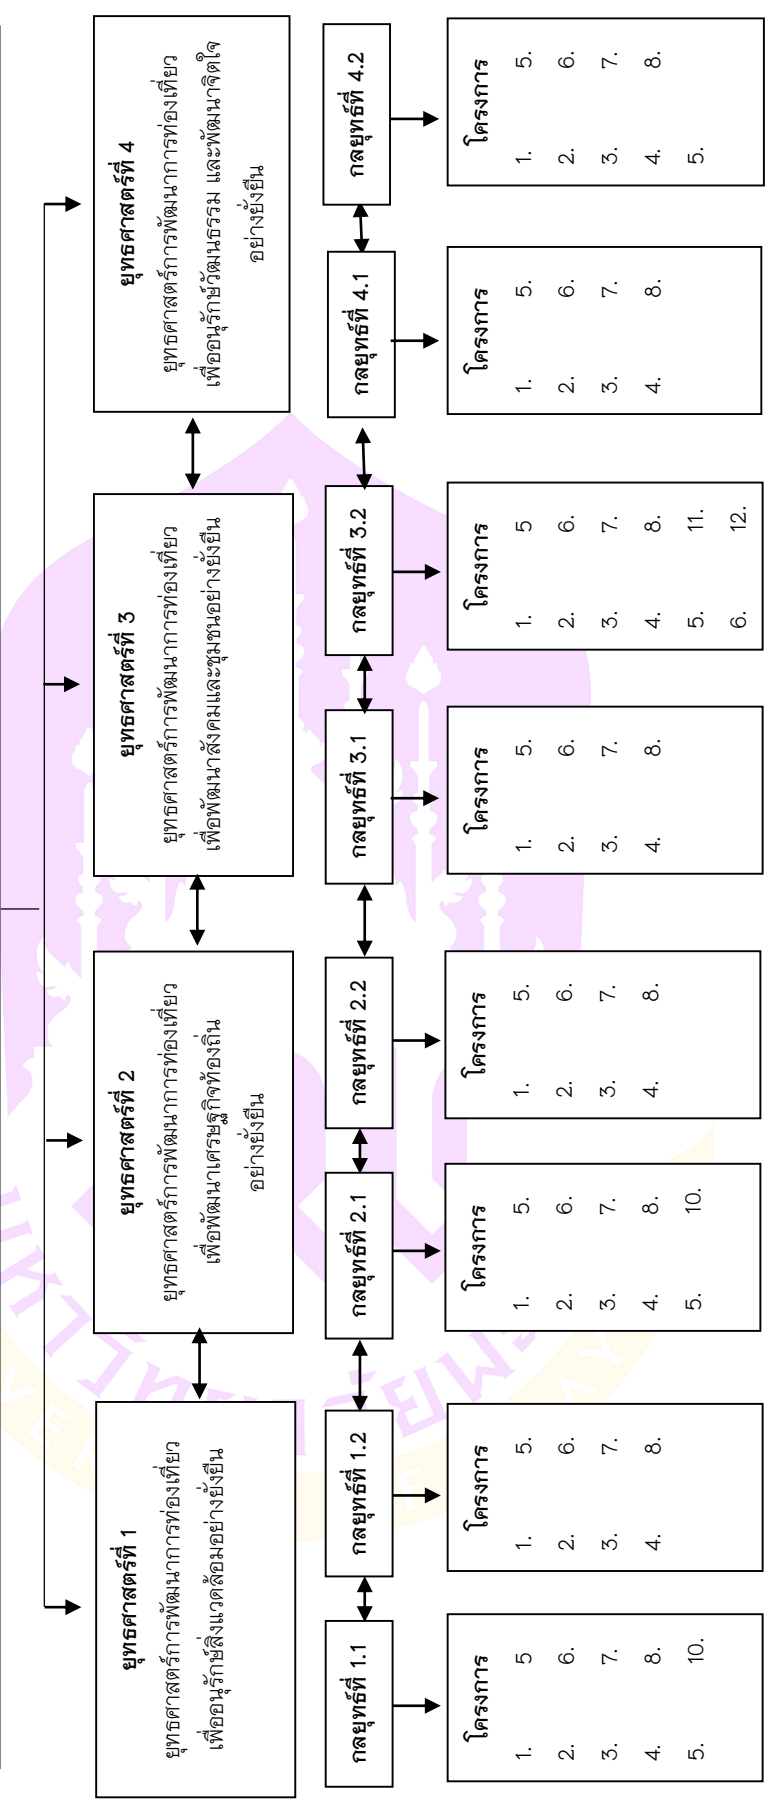 ยุทธศาสตร์ที่ 1
ยุทธศาสตร์การพัฒนาการท่องเที่ยว
เพื่ออนุรักษ์สิ่งแวดล้อมอย่างยั่งยืน
ยุทธศาสตร์ที่ 2
ยุทธศาสตร์การพัฒนาการท่องเที่ยว
เพื่อพัฒนาเศรษฐกิจท้องถิ่น
อย่างยั่งยืน
ยุทธศาสตร์ที่ 3
ยุทธศาสตร์การพัฒนาการท่องเที่ยว
เพื่อพัฒนาสังคมและชุมชนอย่างยั่งยืน
ยุทธศาสตร์ที่ 4
ยุทธศาสตร์การพัฒนาการท่องเที่ยว
เพื่ออนุรักษ์วัฒนธรรม และพัฒนาจิตใจ
อย่างยั่งยืน
กลยุทธ์ที่ 1.1
กลยุทธ์ที่ 1.2
กลยุทธ์ที่ 2.1
กลยุทธ์ที่ 2.2
กลยุทธ์ที่ 3.1
กลยุทธ์ที่ 3.2
กลยุทธ์ที่ 4.1
กลยุทธ์ที่ 4.2
โครงการ
1. 5
2. 6.
3. 7.
4. 8.
5. 10.
โครงการ
1. 5.
2. 6.
3. 7.
4. 8.
โครงการ
1. 5.
2. 6.
3. 7.
4. 8.
5. 10.
โครงการ
1. 5.
2. 6.
3. 7.
4. 8.
โครงการ
1. 5.
2. 6.
3. 7.
4. 8.
โครงการ
1. 5
2. 6.
3. 7.
4. 8.
5. 11.
6. 12.
โครงการ
1. 5.
2. 6.
3. 7.
4. 8.
โครงการ
1. 5.
2. 6.
3. 7.
4. 8.
5.